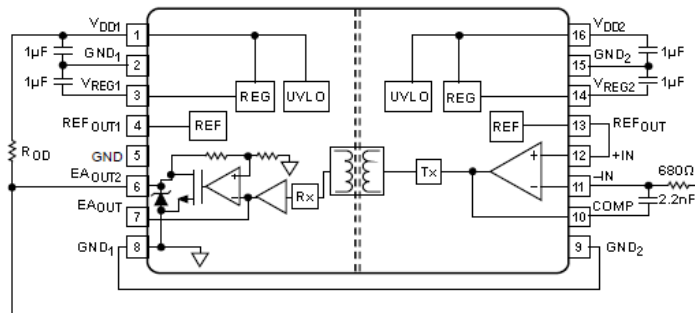 VDD1
1
1µF
GND1
2
1µF
VREG1
3
REG
UVLO
REFOUT1
4
REF
ROD
GND
5
EAOUT2
6
EAOUT
7
Rx
GND1
8
VDD2
16
1µF
GND2
15
1µF
VREG2
14
UVLO
REG
REFOUT
13
REF
+IN
12
Tx
+
−
+
−
−IN
11
680Ω
2.2nF
COMP
10
GND2
9